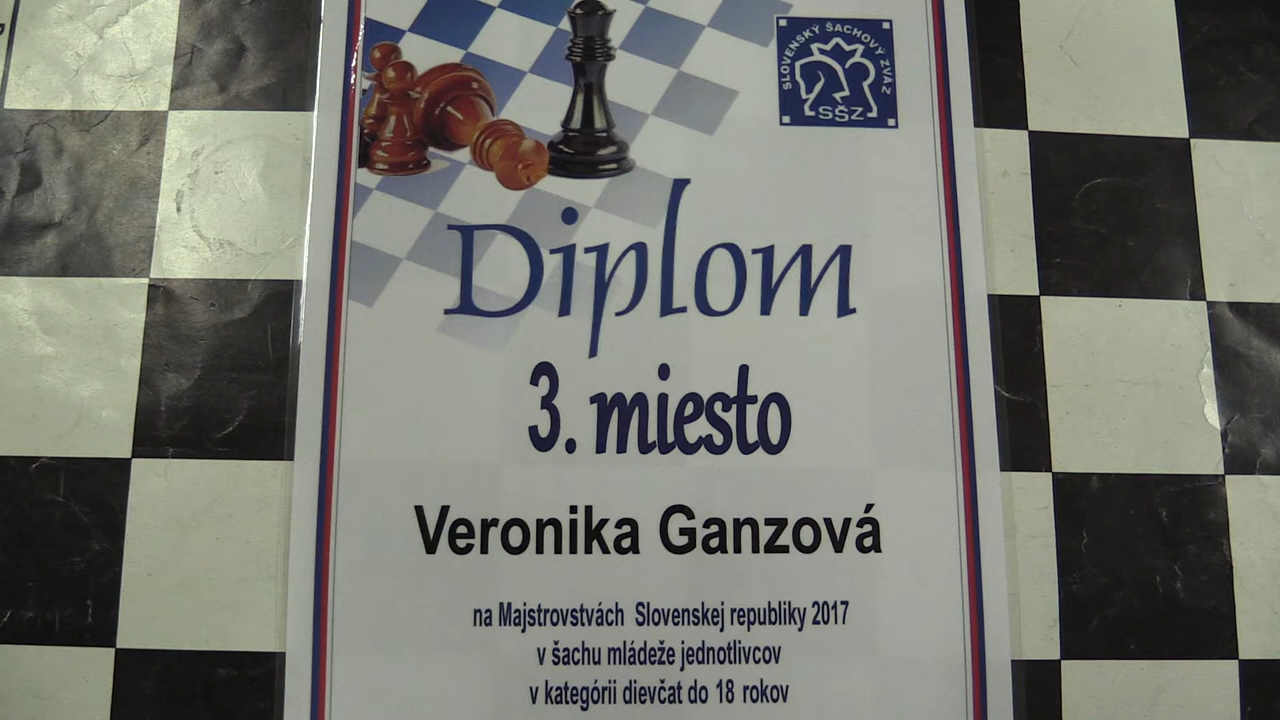 SLOVENSKÝ ŠACHOVÝ ZVÄZ
SŠZ
Diplom
3. miesto
Veronika Ganzová
na Majstrovstvách Slovenskej republiky 2017
v šachu mládeže jednotlivcov
v kategórii dievčat do 18 rokov